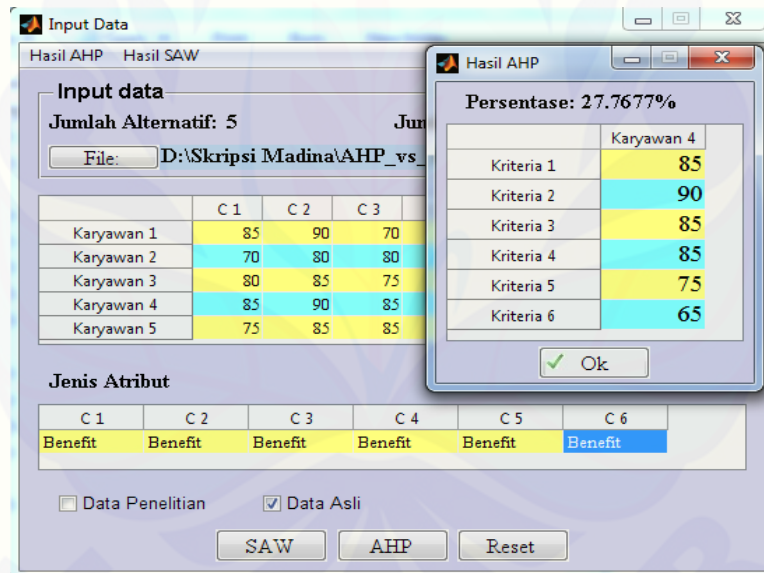 Input Data
Hasil AHP Hasil SAW
Input data
Jumlah Alternatif: 5 Jum
File: D:\Skripsi Madina\AHP_vs_
C 1 C 2 C 3
Karyawan 1 85 90 70
Karyawan 2 70 80 80
Karyawan 3 80 85 75
Karyawan 4 85 90 85
Karyawan 5 75 85 85
Jenis Atribut
C 1 C 2 C 3 C 4 C 5 C 6
Benefit Benefit Benefit Benefit Benefit Benefit
Data Penelitian Data Asli
SAW AHP Reset
Hasil AHP
Persentase: 27.7677%
Karyawan 4
Kriteria 1 85
Kriteria 2 90
Kriteria 3 85
Kriteria 4 85
Kriteria 5 75
Kriteria 6 65
Ok